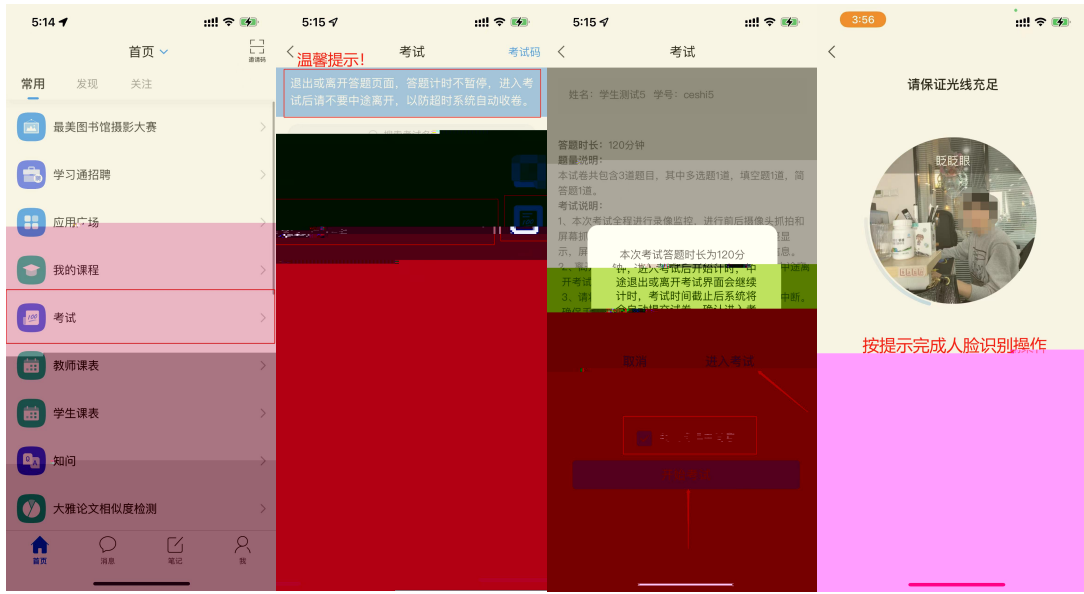 5:14
首页
邀请码
常用
发现
关注
最美图书馆摄影大赛
学习通招聘
应用广场
我的课程
考试
教师课表
学生课表
知问
大雅论文相似度检测
首页
消息
笔记
我
5:15
考试
考试码
温馨提示!
退出或离开答题页面,答题计时不暂停,进入考
试后请不要中途离开,以防超时系统自动收卷。
5:15
考试
姓名:学生测试5 学号:ceshi5
答题时长:120分钟
题量说明:
本试卷共包含3道题目,其中多选题1道,填空题1道,简
答题1道。
考试说明:
1、本次考试全程进行录像监控,进行前后摄像头抓拍和
本次考试答题时长为120分
钟,进入考试后开始计时,中
途退出或离开考试界面会继续
计时,考试时间截止后系统将
取消
进入考试
3:56
请保证光线充足
眨眨眼
按提示完成人脸识别操作